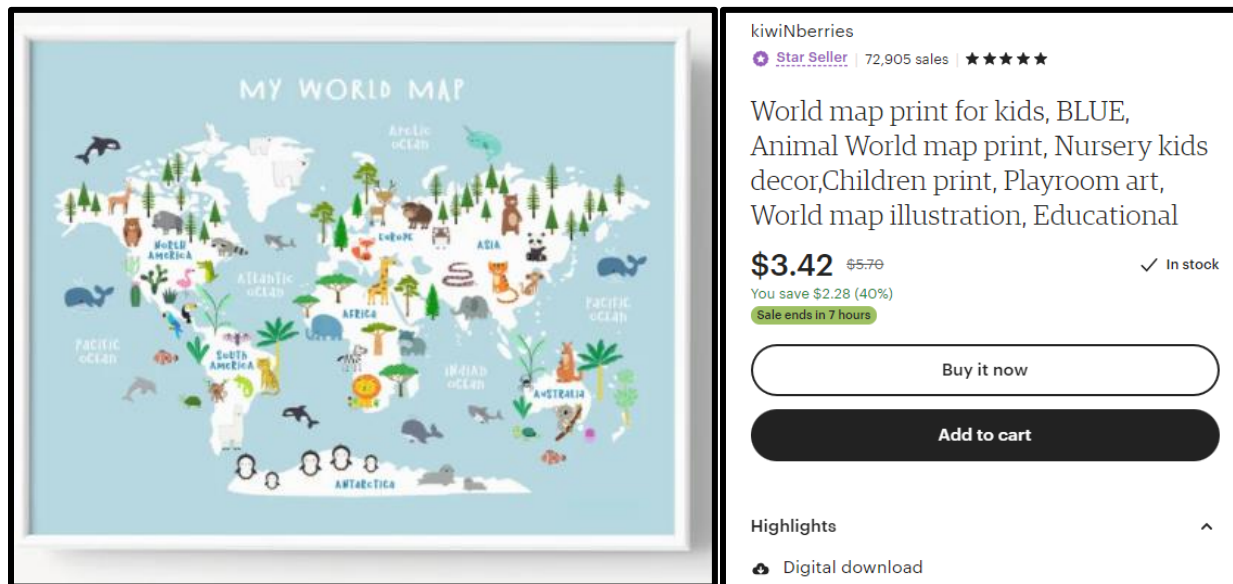 MY WORLD MAP
Arctic
Ocean
NORTH
AMERICA
EUROPE
ASIA
Atlantic
Ocean
Pacific
Ocean
AFRICA
Pacific
Ocean
SOUTH
AMERICA
INDIAN
Ocean
AUSTRALIA
ANTARCTICA
kiwiNberries
Star Seller | 72,905 sales | ★★★★★
World map print for kids, BLUE,
Animal World map print, Nursery kids
decor,Children print, Playroom art,
World map illustration, Educational
$3.42 $5.70 ✓ In stock
You save $2.28 (40%)
Sale ends in 7 hours
Buy it now
Add to cart
Highlights
Digital download